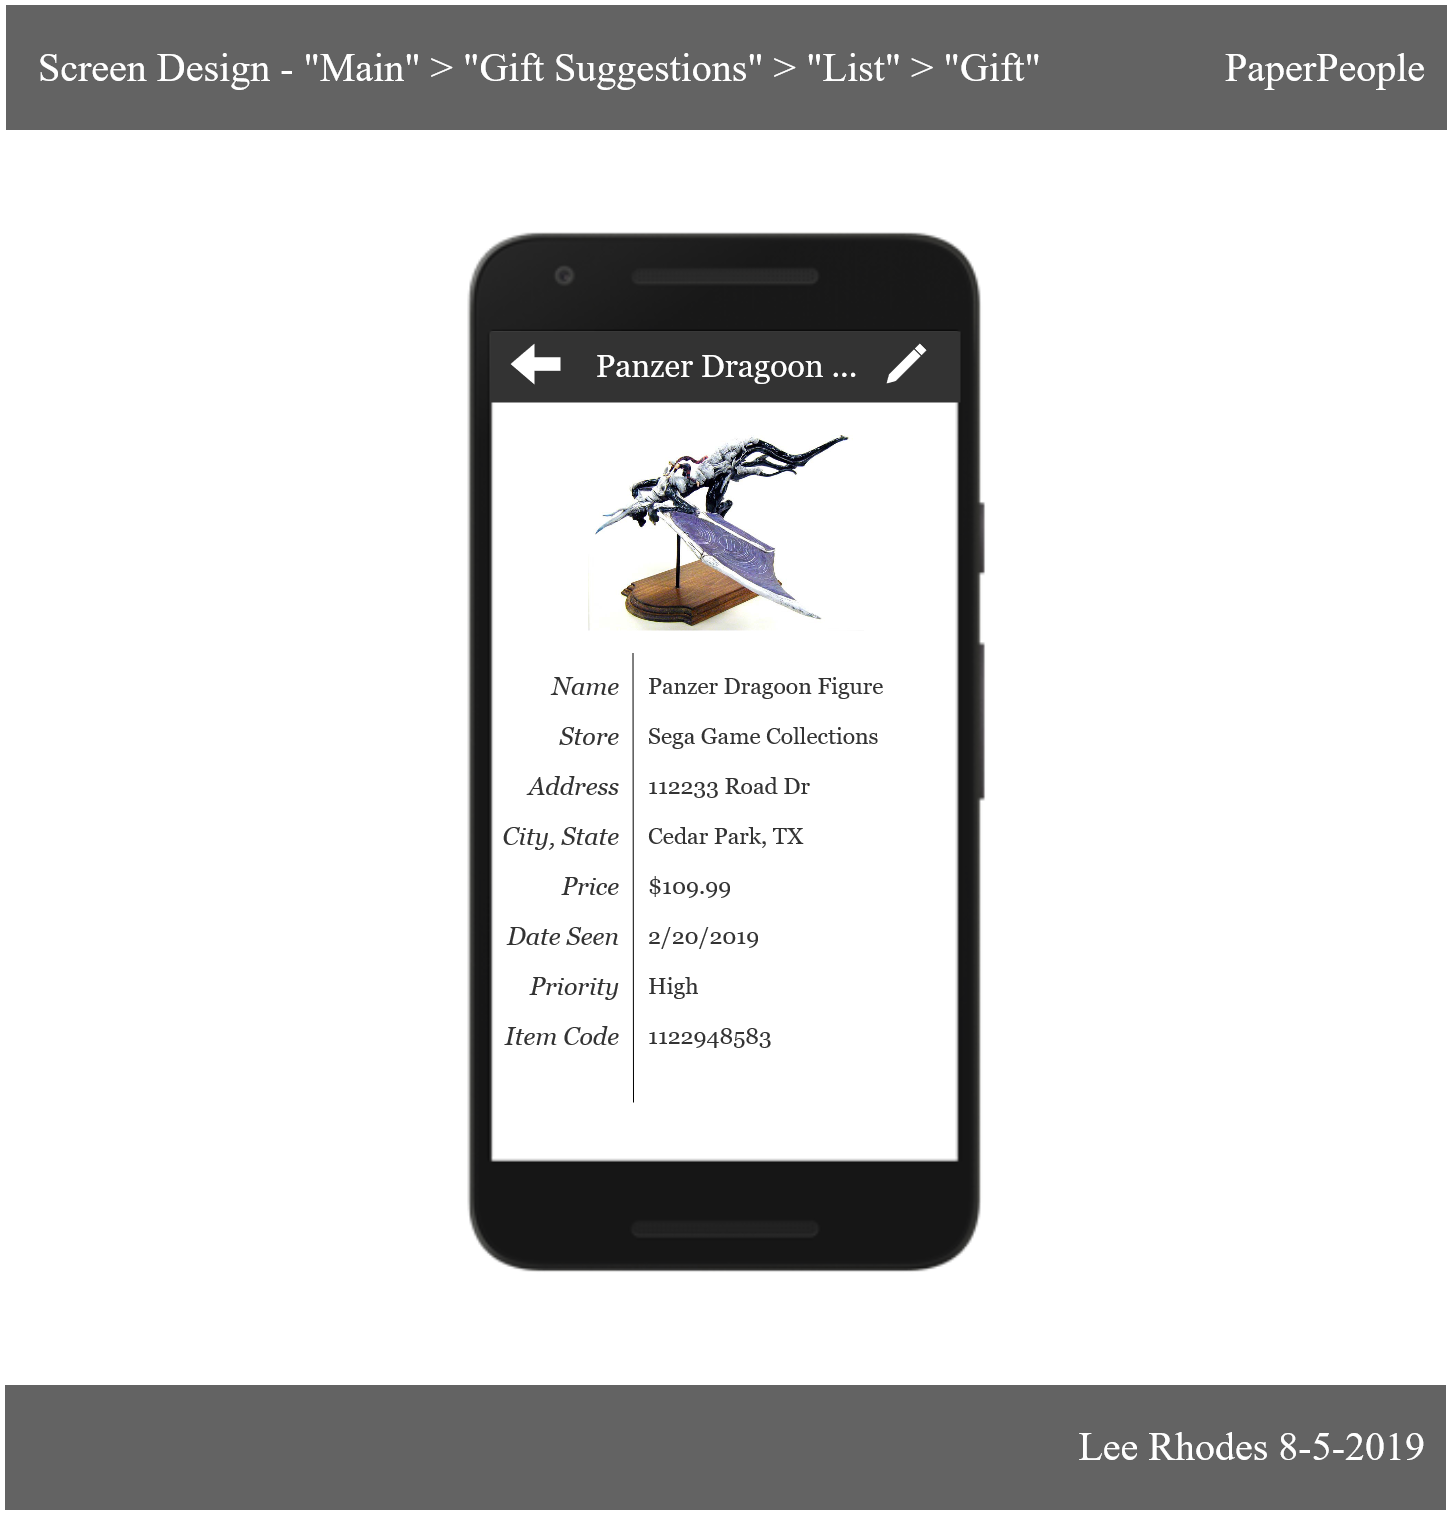 Screen Design - "Main" > "Gift Suggestions" > "List" > "Gift" PaperPeople
Panzer Dragoon ...
Name Panzer Dragoon Figure
Store Sega Game Collections
Address 112233 Road Dr
City, State Cedar Park, TX
Price $109.99
Date Seen 2/20/2019
Priority High
Item Code 1122948583
Lee Rhodes 8-5-2019